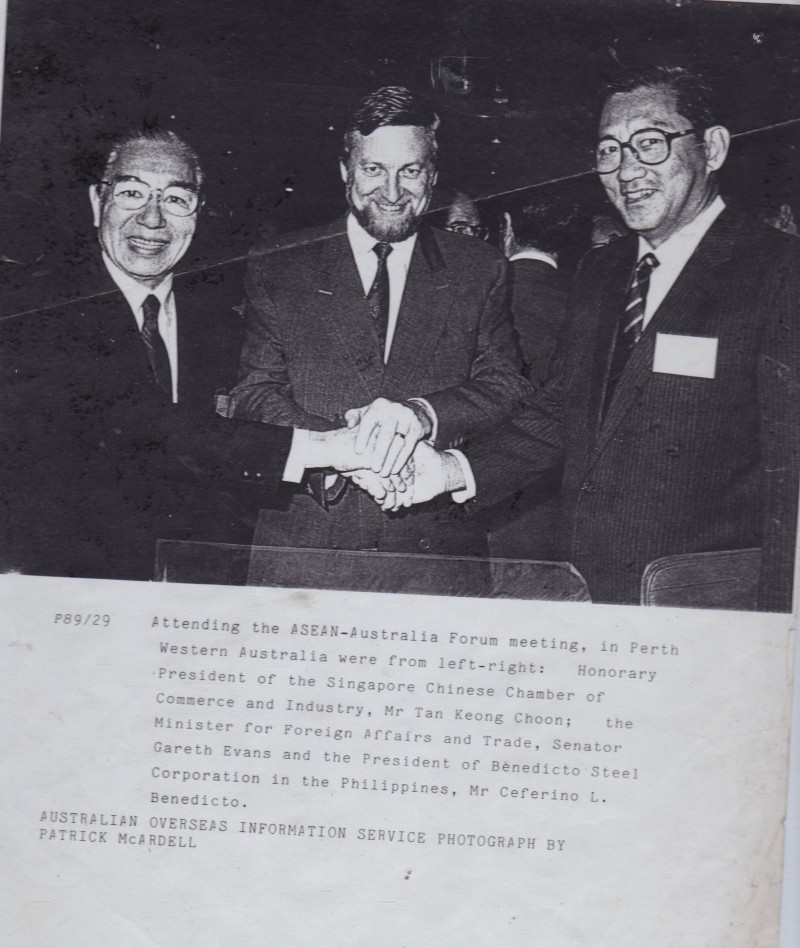 P89/29 Attending the ASEAN-Australia Forum meeting, in Perth
Western Australia were from left-right: Honorary
President of the Singapore Chinese Chamber of
Commerce and Industry, Mr Tan Keong Choon; the
Minister for Foreign Affairs and Trade, Senator
Gareth Evans and the President of Benedicto Steel
Corporation in the Philippines, Mr Ceferino L.
Benedicto.
AUSTRALIAN OVERSEAS INFORMATION SERVICE PHOTOGRAPH BY
PATRICK McARDELL